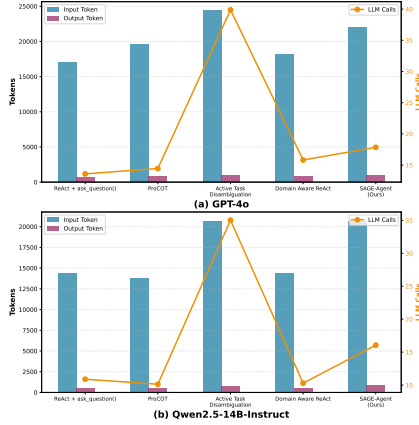 Input Token
Output Token
LLM Calls
25000
20000
15000
10000
5000
0
Tokens
40
35
30
25
20
15
LLM Calls
ReAct + ask_question()
ProCOT
Active Task
Disambiguation
Domain Aware ReAct
SAGE-Agent
(Ours)
(a) GPT-4o
Input Token
Output Token
LLM Calls
20000
17500
15000
12500
10000
7500
5000
2500
0
Tokens
35
30
25
20
15
10
LLM Calls
ReAct + ask_question()
ProCOT
Active Task
Disambiguation
Domain Aware ReAct
SAGE-Agent
(Ours)
(b) Qwen2.5-14B-Instruct